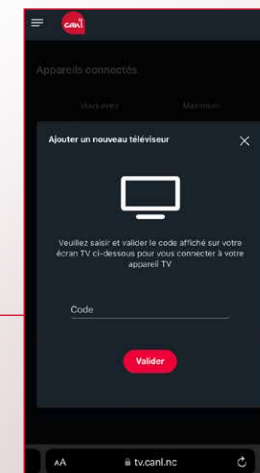 canl
Appareils connectés
Vous avez Maximum
Ajouter un nouveau téléviseur
Veuillez saisir et valider le code affiché sur votre
écran TV ci-dessous pour vous connecter à votre
appareil TV
Code
Valider
AA tv.canl.nc